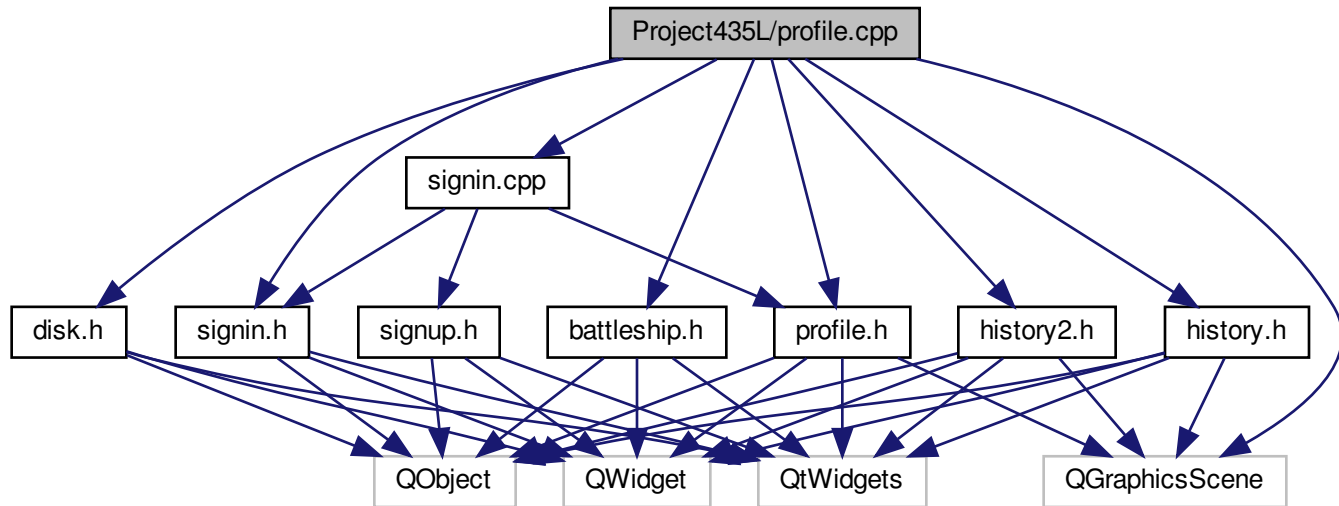 Project435L/profile.cpp
signin.cpp
disk.h
signin.h
signup.h
battleship.h
profile.h
history2.h
history.h
QObject
QWidget
QtWidgets
QGraphicsScene